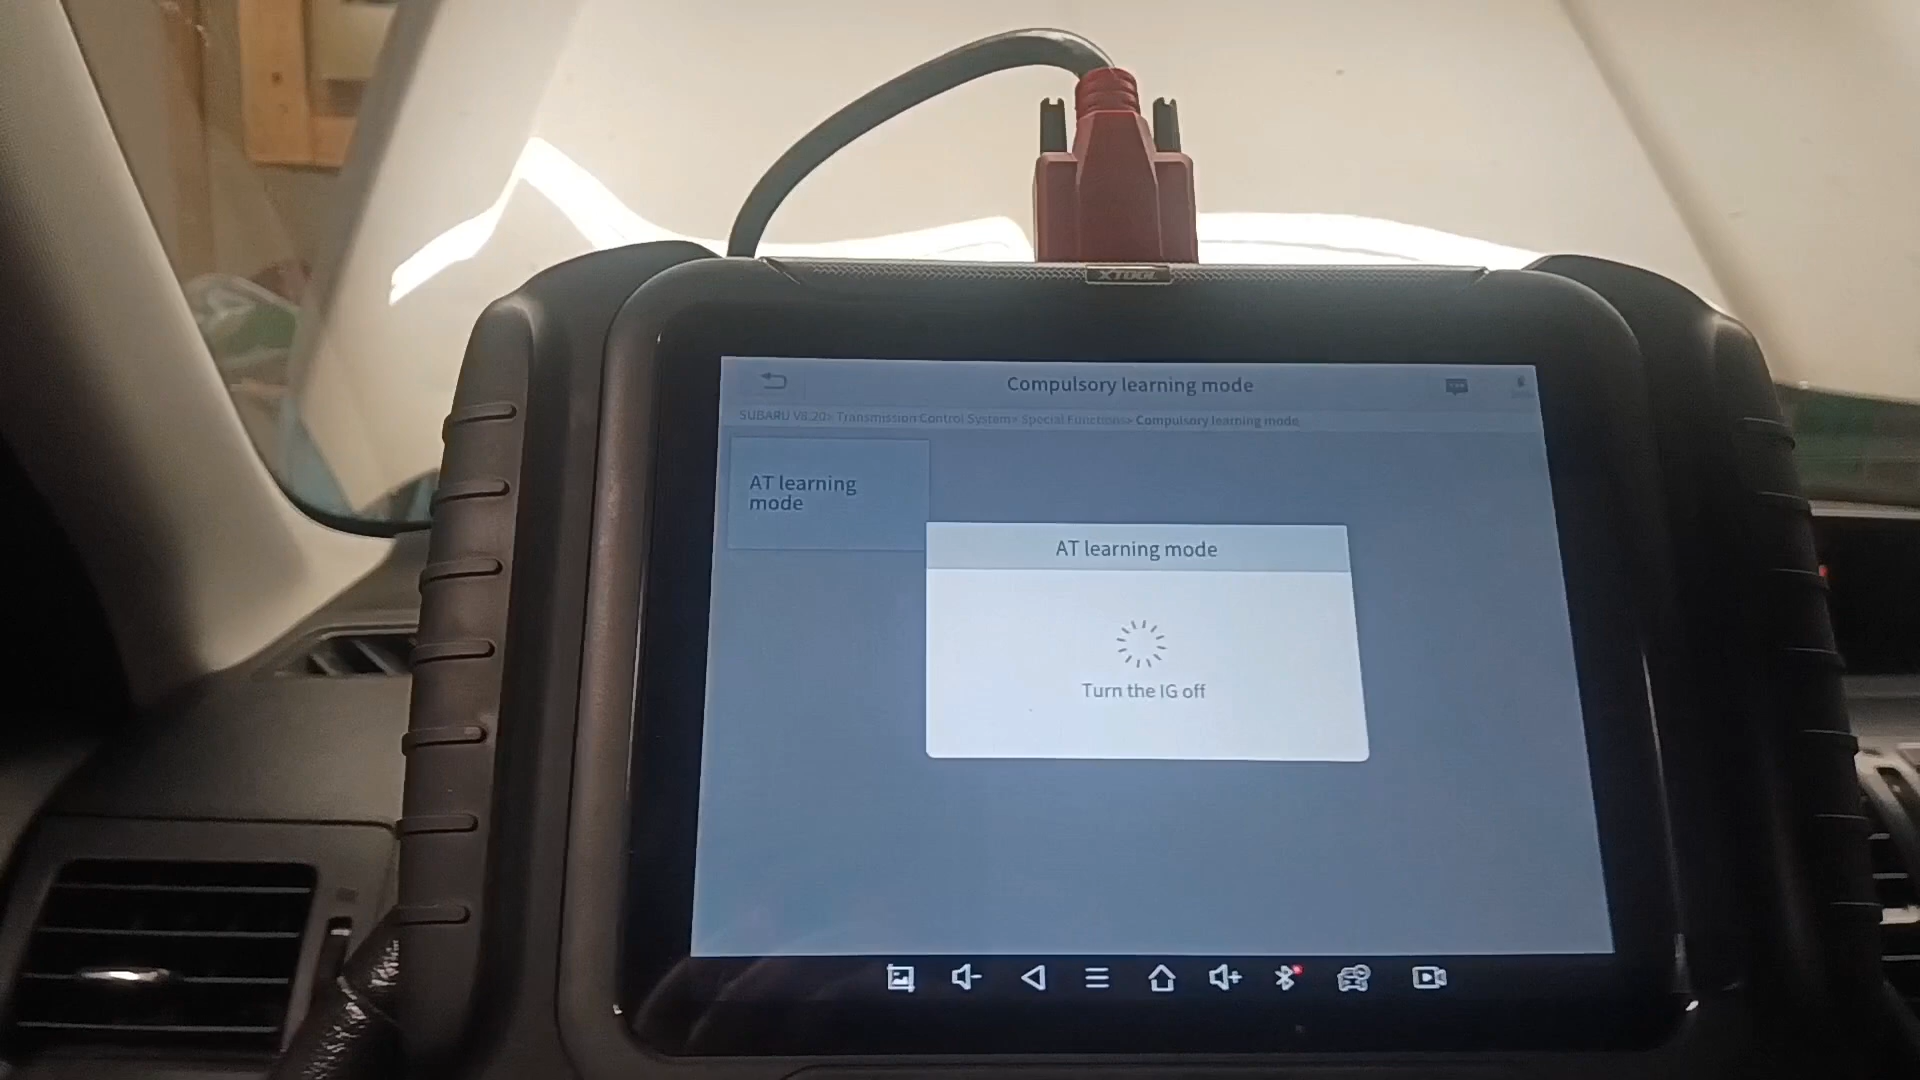 XTOOL
Compulsory learning mode
SUBARU V8.20> Transmission Control System> Special Functions> Compulsory learning mode
AT learning
mode
AT learning mode
Turn the IG off